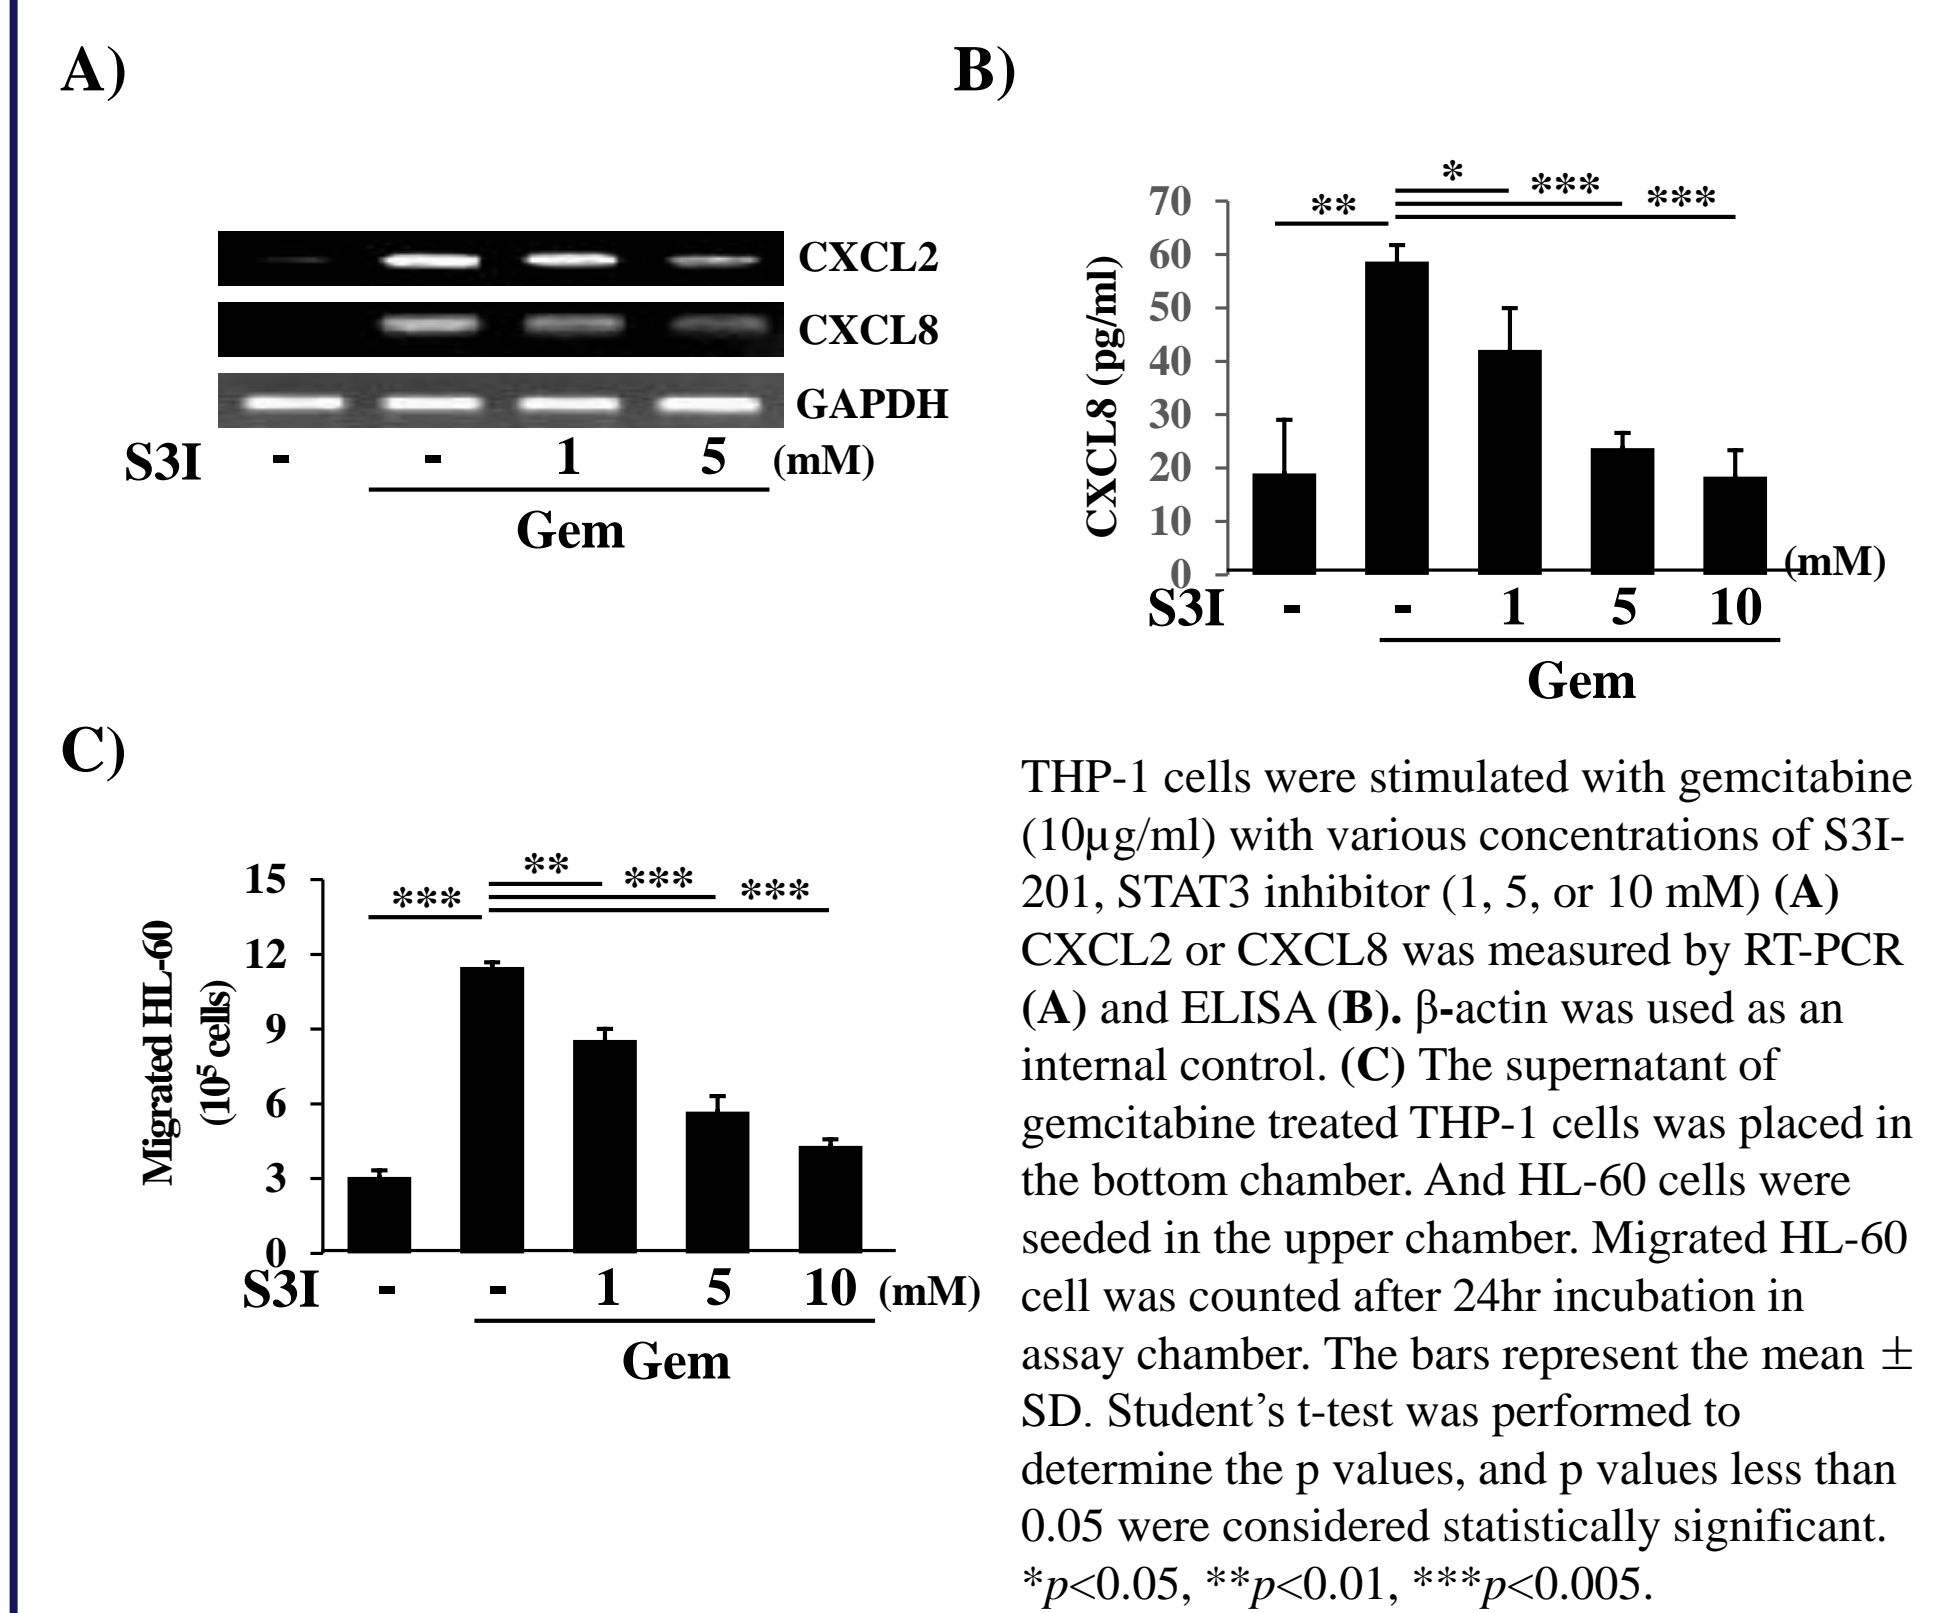 A)
CXCL2
CXCL8
GAPDH
S3I - - 1 5 (mM)
Gem
B)
* *** ***
**
70
60
50
40
30
20
10
0
CXCL8 (pg/ml)
(mM)
S3I - - 1 5 10
Gem
C)
** *** ***
***
15
12
9
6
3
0
Migrated HL-60
(10⁵ cells)
S3I - - 1 5 10 (mM)
Gem
THP-1 cells were stimulated with gemcitabine
(10µg/ml) with various concentrations of S3I-
201, STAT3 inhibitor (1, 5, or 10 mM) (A)
CXCL2 or CXCL8 was measured by RT-PCR
(A) and ELISA (B). β-actin was used as an
internal control. (C) The supernatant of
gemcitabine treated THP-1 cells was placed in
the bottom chamber. And HL-60 cells were
seeded in the upper chamber. Migrated HL-60
cell was counted after 24hr incubation in
assay chamber. The bars represent the mean ±
SD. Student’s t-test was performed to
determine the p values, and p values less than
0.05 were considered statistically significant.
*p<0.05, **p<0.01, ***p<0.005.